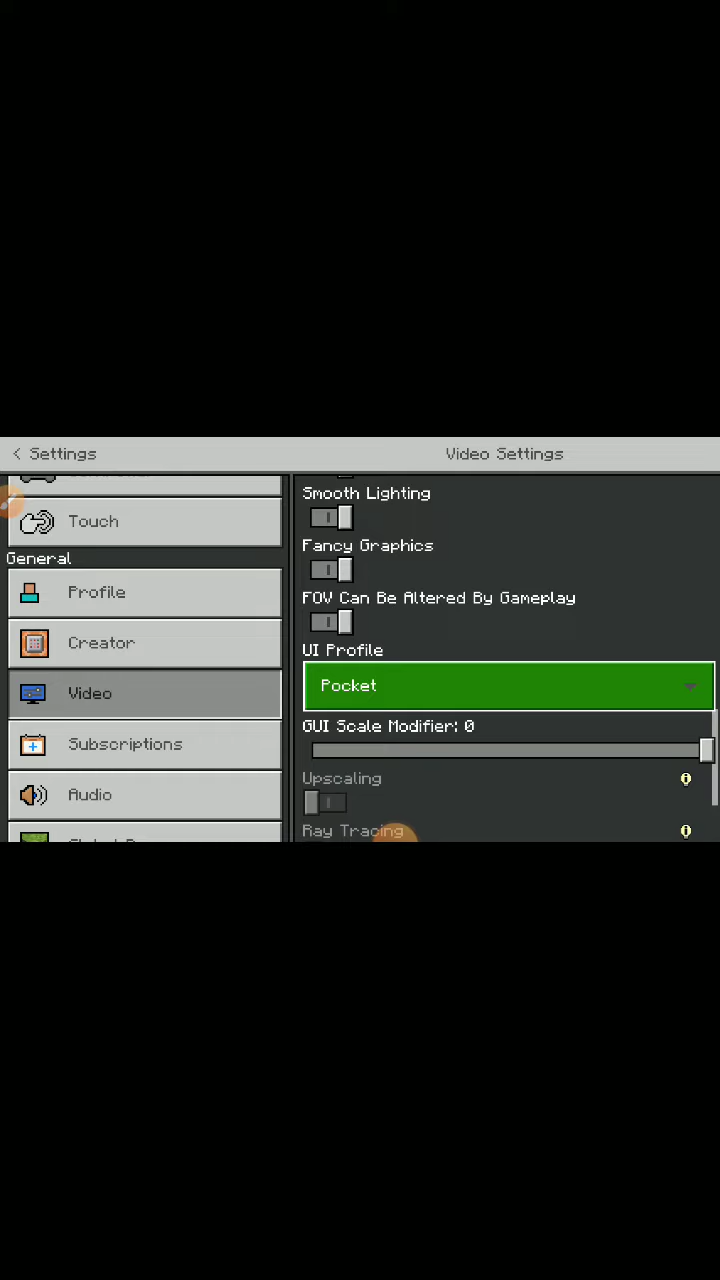 Settings
Video Settings
Touch
General
Profile
Creator
Video
Subscriptions
Audio
Smooth Lighting
Fancy Graphics
FOV Can Be Altered By Gameplay
UI Profile
Pocket
GUI Scale Modifier: 0
Upscaling
Ray Tracing